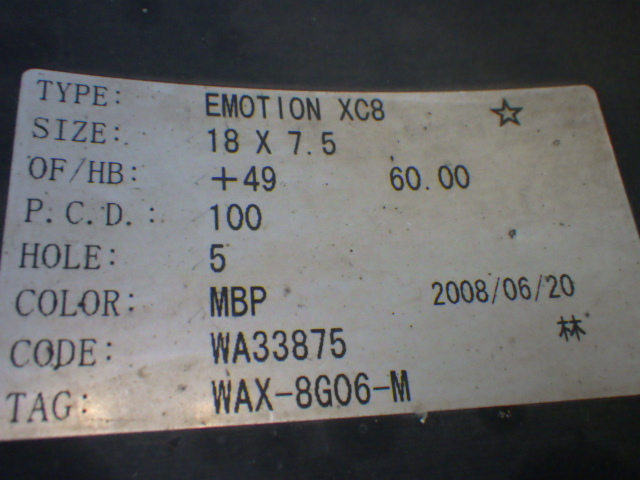 TYPE: EMOTION XC8 ☆
SIZE: 18 X 7.5
OF/HB: +49 60.00
P.C.D.: 100
HOLE: 5
COLOR: MBP 2008/06/20
CODE: WA33875 林
TAG: WAX-8G06-M